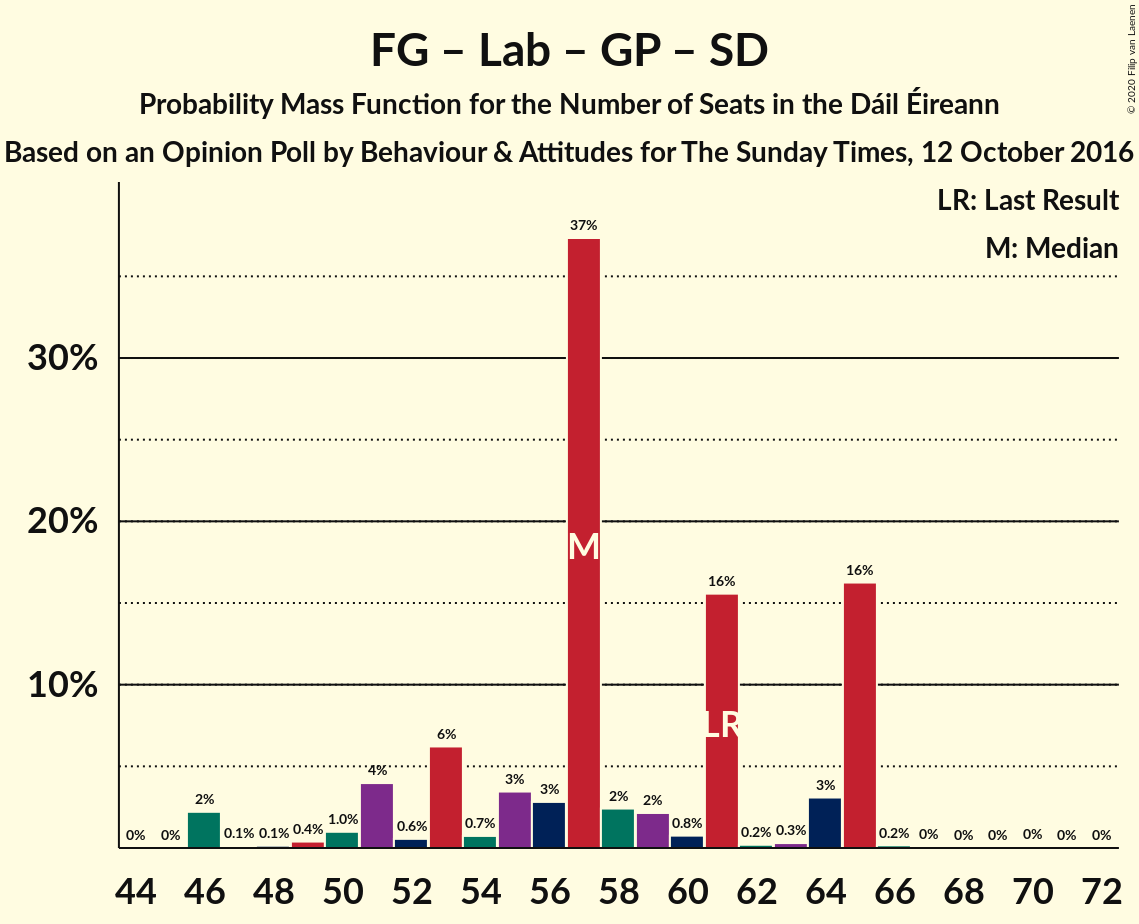 FG – Lab – GP – SD
Probability Mass Function for the Number of Seats in the Dáil Éireann
Based on an Opinion Poll by Behaviour & Attitudes for The Sunday Times, 12 October 2016
© 2020 Filip van Laenen
LR: Last Result
M: Median
30%
20%
10%
0% 0% 2% 0.1% 0.1% 0.4% 1.0% 4% 0.6% 6% 0.7% 3% 3% 37% 2% 2% 0.8% 16% 0.2% 0.3% 3% 16% 0.2% 0% 0% 0% 0% 0% 0%
M
LR
44 46 48 50 52 54 56 58 60 62 64 66 68 70 72